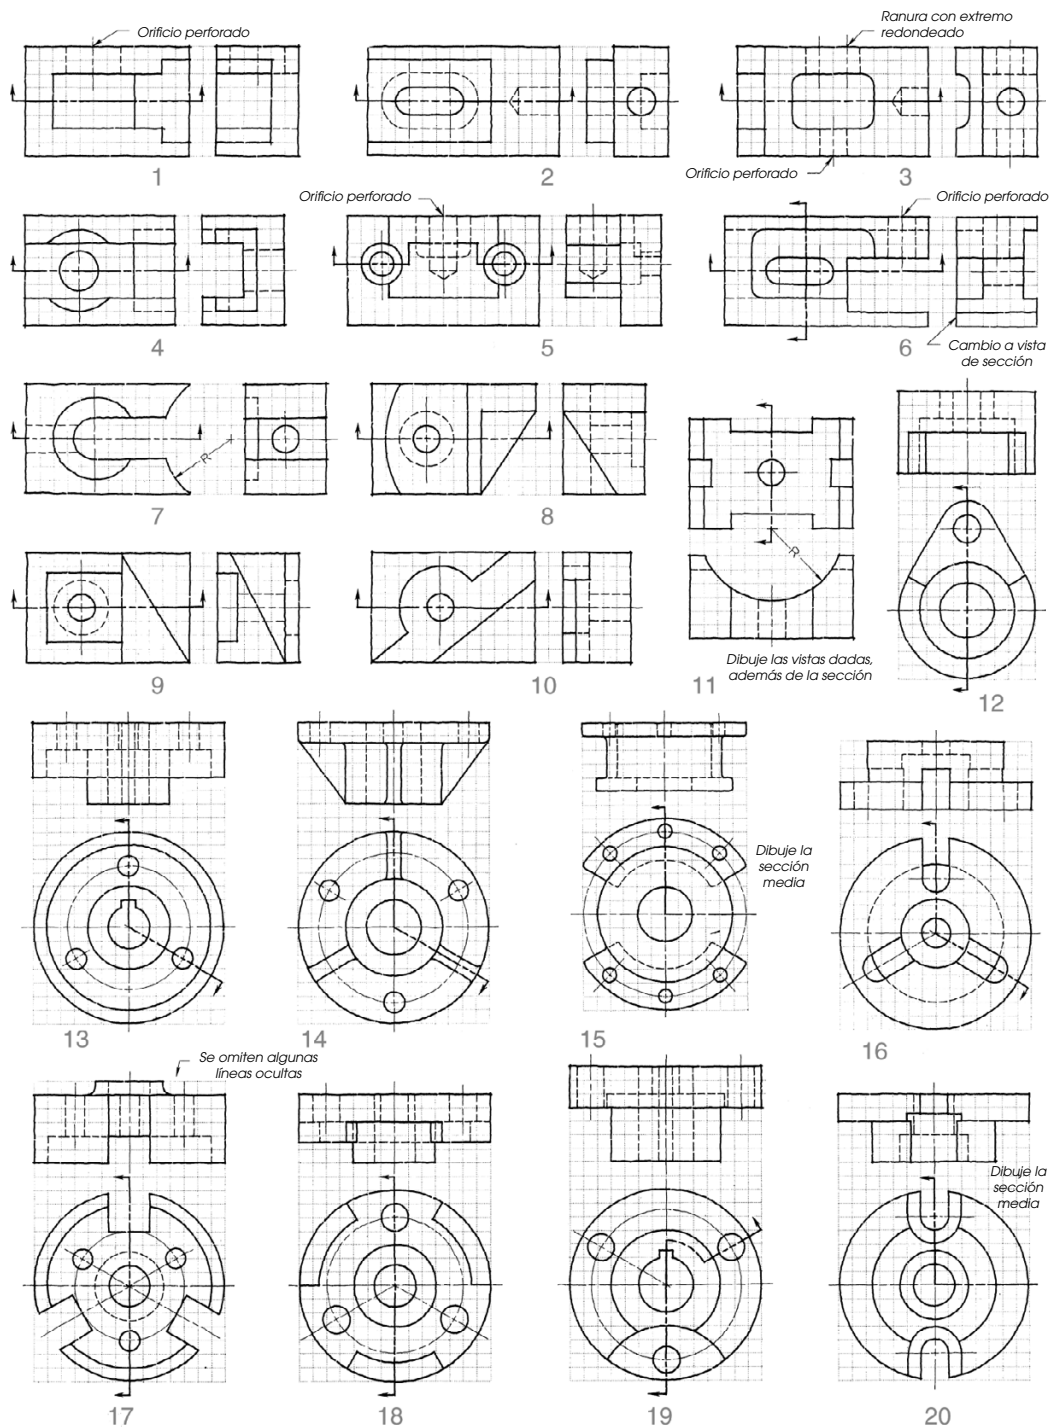 Orificio perforado
Ranura con extremo
redondeado
1
2
Orificio perforado
3
Orificio perforado
Orificio perforado
4
5
6
Cambio a vista
de sección
7
R
8
9
10
R
11
Dibuje las vistas dadas,
además de la sección
12
13
14
Dibuje la
sección
media
15
16
Se omiten algunas
líneas ocultas
Dibuje la
sección
media
17
18
19
20